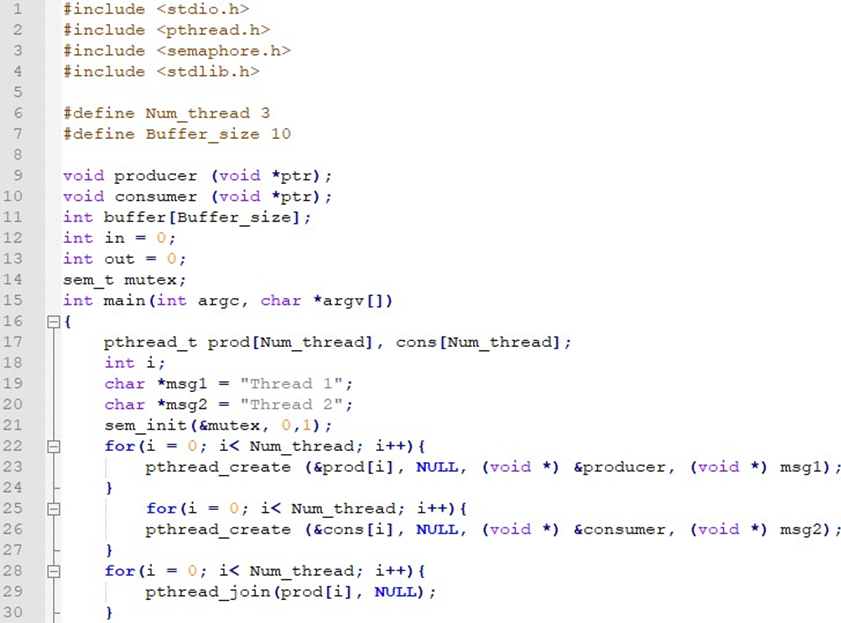 1 #include <stdio.h>
2 #include <pthread.h>
3 #include <semaphore.h>
4 #include <stdlib.h>
5
6 #define Num_thread 3
7 #define Buffer_size 10
8
9 void producer (void *ptr);
10 void consumer (void *ptr);
11 int buffer[Buffer_size];
12 int in = 0;
13 int out = 0;
14 sem_t mutex;
15 int main(int argc, char *argv[])
16 {
17     pthread_t prod[Num_thread], cons[Num_thread];
18     int i;
19     char *msg1 = "Thread 1";
20     char *msg2 = "Thread 2";
21     sem_init(&mutex, 0,1);
22     for(i = 0; i< Num_thread; i++){
23         pthread_create (&prod[i], NULL, (void *) &producer, (void *) msg1);
24     }
25         for(i = 0; i< Num_thread; i++){
26         pthread_create (&cons[i], NULL, (void *) &consumer, (void *) msg2);
27     }
28     for(i = 0; i< Num_thread; i++){
29         pthread_join(prod[i], NULL);
30     }